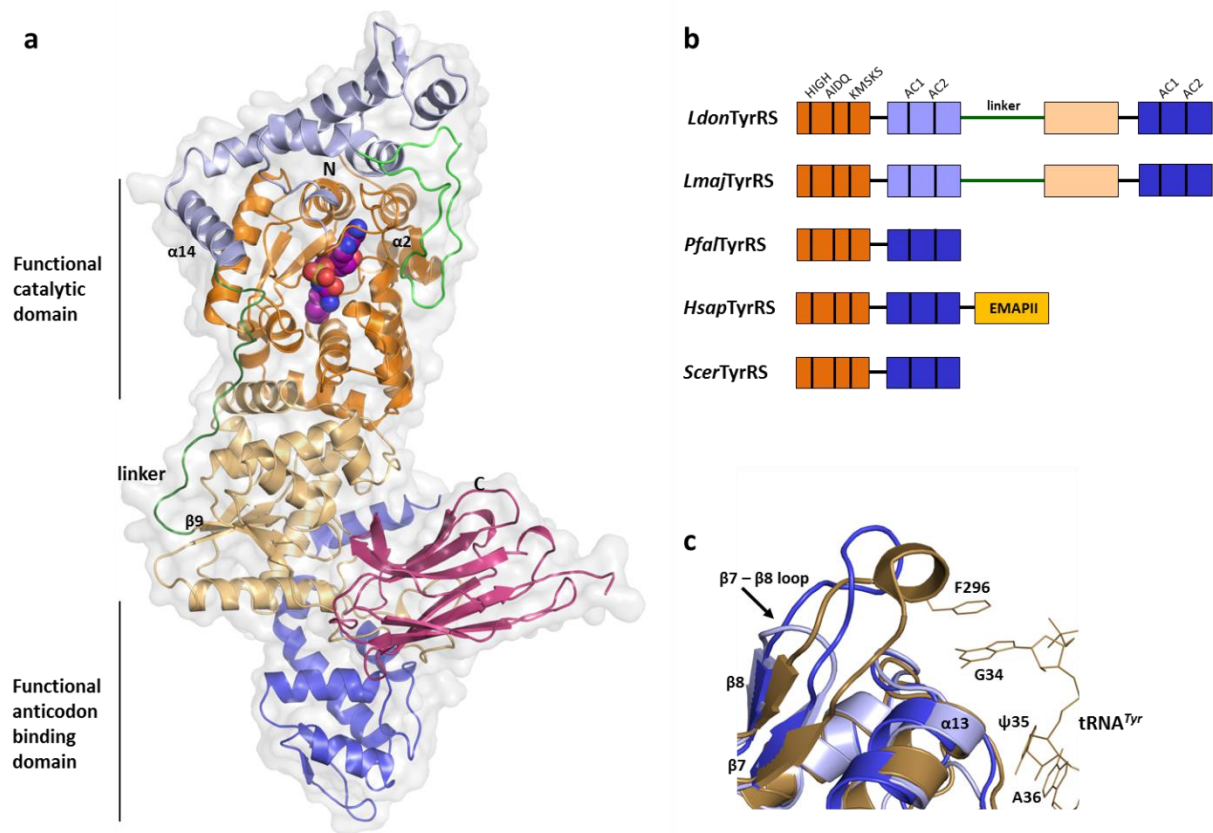 a
N
α2
α14
Functional
catalytic
domain
linker
β9
C
Functional
anticodon
binding
domain
b
HIGH AIDQ KMSKS AC1 AC2 linker AC1 AC2
LdonTyrRS
LmajTyrRS
PfalTyrRS
HsapTyrRS EMAPII
ScerTyrRS
c
β7 – β8 loop
F296
G34
β8
α13
ψ35
tRNATyr
β7
A36